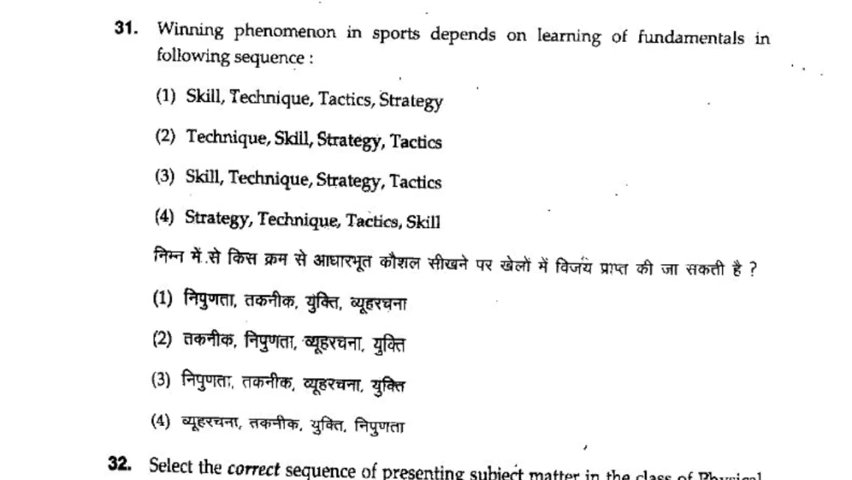 31. Winning phenomenon in sports depends on learning of fundamentals in
following sequence :
(1) Skill, Technique, Tactics, Strategy
(2) Technique, Skill, Strategy, Tactics
(3) Skill, Technique, Strategy, Tactics
(4) Strategy, Technique, Tactics, Skill
निम्न में से किस क्रम से आधारभूत कौशल सीखने पर खेलों में विजय प्राप्त की जा सकती है ?
(1) निपुणता, तकनीक, युक्ति, व्यूहरचना
(2) तकनीक, निपुणता, व्यूहरचना, युक्ति
(3) निपुणता, तकनीक, व्यूहरचना, युक्ति
(4) व्यूहरचना, तकनीक, युक्ति, निपुणता
32. Select the correct sequence of presenting subject matter in the class of Physical